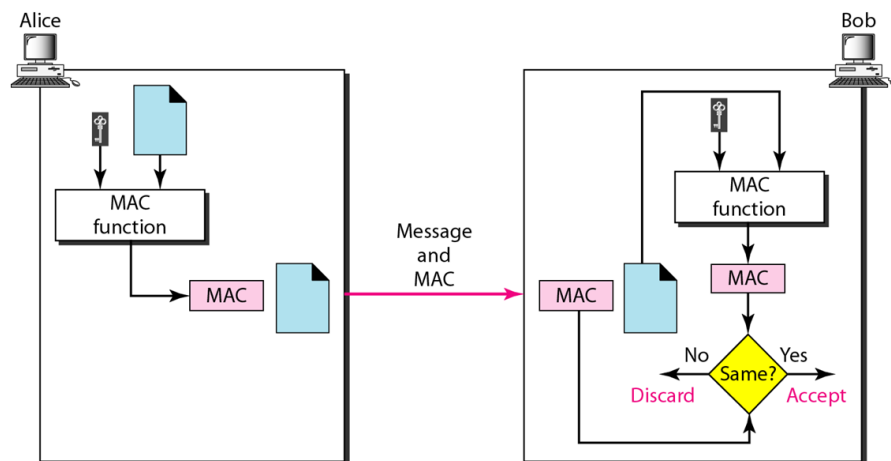 Alice
Bob
MAC
function
MAC
Message
and
MAC
MAC
function
MAC
MAC
No
Yes
Same?
Discard
Accept